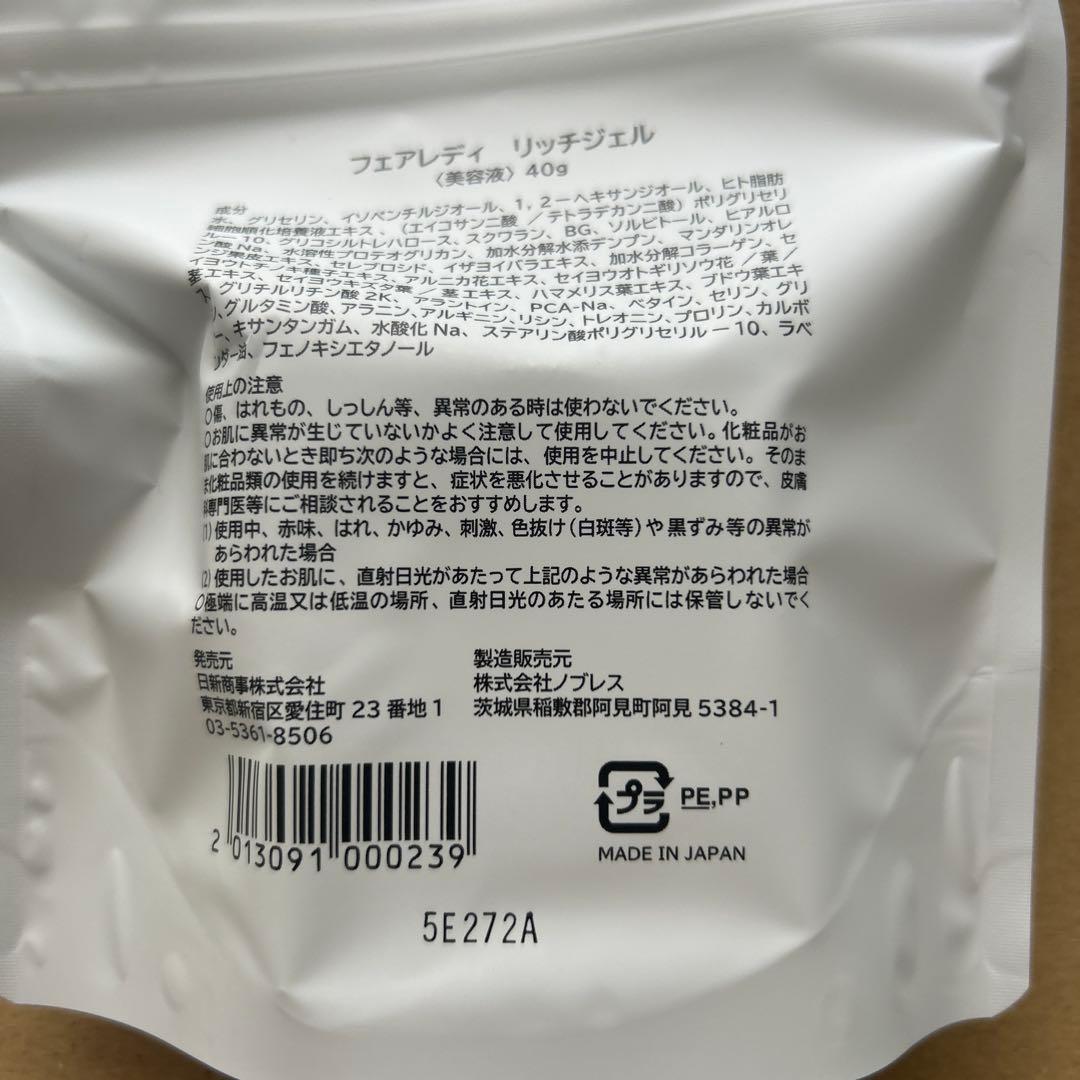 フェアレディ　リッチジェル
〈美容液〉40g
成分
水、グリセリン、イソペンチルジオール、1，2－ヘキサンジオール、ヒト脂肪
細胞順化培養液エキス、（エイコサン二酸／テトラデカン二酸）ポリグリセリ
ル－10、グリコシルトレハロース、スクワラン、BG、ソルビトール、ヒアルロ
ン酸Na、水溶性プロテオグリカン、加水分解水添デンプン、マンダリンオレ
ンジ果皮エキス、セレブロシド、イザヨイバラエキス、加水分解コラーゲン、セ
イヨウトチノキ種子エキス、アルニカ花エキス、セイヨウオトギリソウ花／葉／
茎エキス、セイヨウキズタ葉／茎エキス、ハマメリス葉エキス、ブドウ葉エキ
ス、グリチルリチン酸2K、アラントイン、PCA-Na、ベタイン、セリン、グリ
、グルタミン酸、アラニン、アルギニン、リシン、トレオニン、プロリン、カルボ
ー、キサンタンガム、水酸化Na、ステアリン酸ポリグリセリル－10、ラベ
ンダー油、フェノキシエタノール
使用上の注意
○傷、はれもの、しっしん等、異常のある時は使わないでください。
○お肌に異常が生じていないかよく注意して使用してください。化粧品がお
肌に合わないとき即ち次のような場合には、使用を中止してください。そのま
ま化粧品類の使用を続けますと、症状を悪化させることがありますので、皮膚
科専門医等にご相談されることをおすすめします。
(1)使用中、赤味、はれ、かゆみ、刺激、色抜け（白斑等）や黒ずみ等の異常が
あらわれた場合
(2)使用したお肌に、直射日光があたって上記のような異常があらわれた場合
○極端に高温又は低温の場所、直射日光のあたる場所には保管しないでく
ださい。
発売元
日新商事株式会社
東京都新宿区愛住町23番地1
03-5361-8506
製造販売元
株式会社ノブレス
茨城県稲敷郡阿見町阿見5384-1
2 013091 000239
プラ PE,PP
MADE IN JAPAN
5E272A